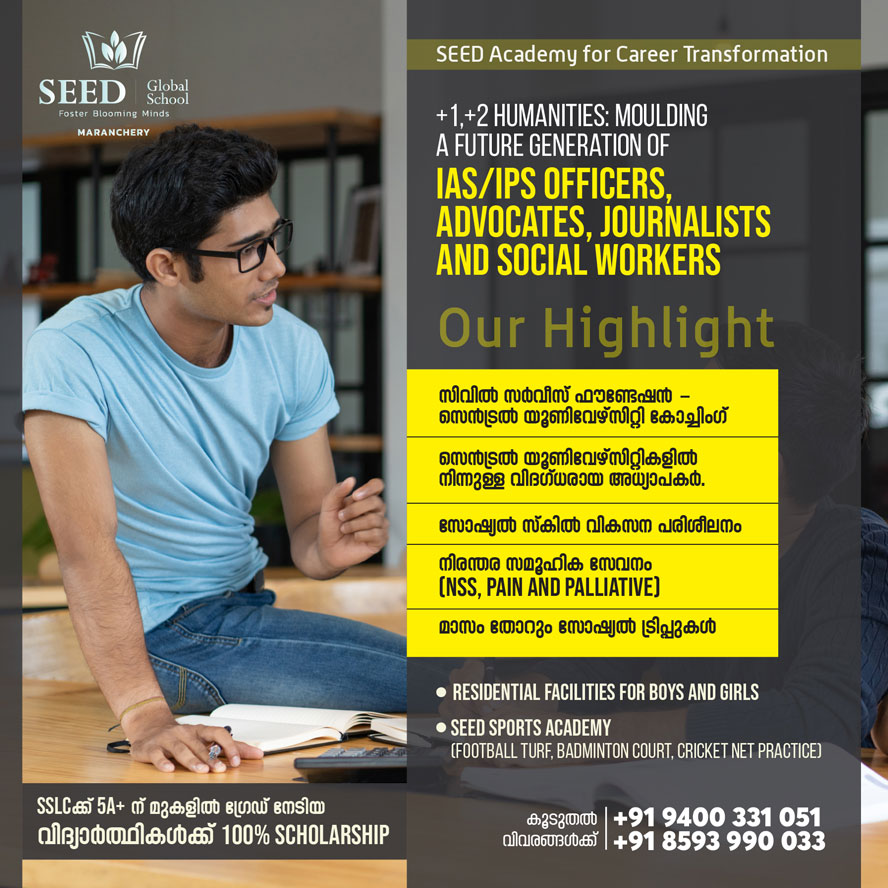 SEED Global School
Foster Blooming Minds
MARANCHERY
SEED Academy for Career Transformation
+1,+2 HUMANITIES: MOULDING
A FUTURE GENERATION OF
IAS/IPS OFFICERS,
ADVOCATES, JOURNALISTS
AND SOCIAL WORKERS
Our Highlight
സിവിൽ സർവീസ് ഫൗണ്ടേഷൻ –
സെൻട്രൽ യൂണിവേഴ്സിറ്റി കോച്ചിംഗ്
സെൻട്രൽ യൂണിവേഴ്സിറ്റികളിൽ
നിന്നുള്ള വിദഗ്ധരായ അധ്യാപകർ.
സോഷ്യൽ സ്കിൽ വികസന പരിശീലനം
നിരന്തര സമൂഹിക സേവനം
(NSS, PAIN AND PALLIATIVE)
മാസം തോറും സോഷ്യൽ ട്രിപ്പുകൾ
• RESIDENTIAL FACILITIES FOR BOYS AND GIRLS
• SEED SPORTS ACADEMY
(FOOTBALL TURF, BADMINTON COURT, CRICKET NET PRACTICE)
SSLCക്ക് 5A+ ന് മുകളിൽ ഗ്രേഡ് നേടിയ
വിദ്യാർത്ഥികൾക്ക് 100% SCHOLARSHIP
കൂടുതൽ +91 9400 331 051
വിവരങ്ങൾക്ക് +91 8593 990 033